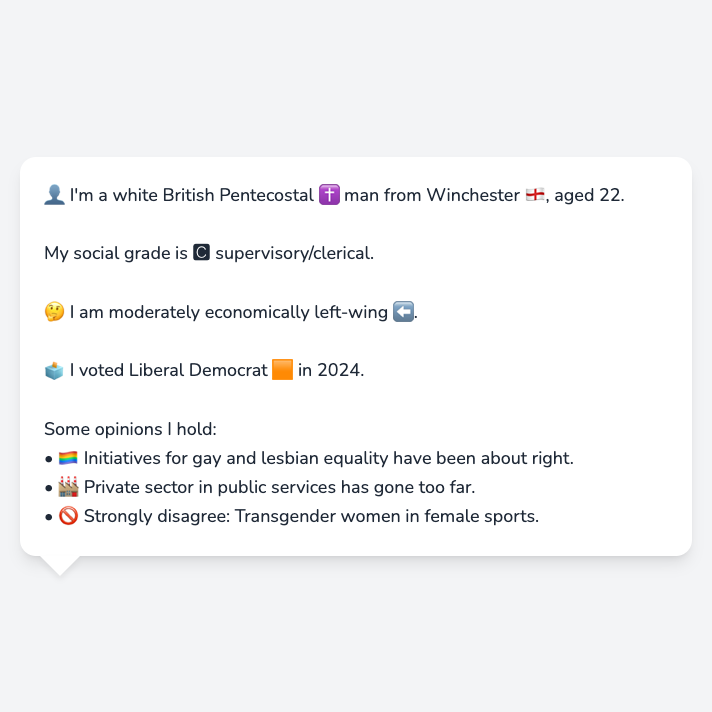 👤 I'm a white British Pentecostal ✝️ man from Winchester 🏴󠁧󠁢󠁥󠁮󠁧󠁿, aged 22.
My social grade is 🅲 supervisory/clerical.
🤔 I am moderately economically left-wing ⬅️.
🗳️ I voted Liberal Democrat 🟧 in 2024.
Some opinions I hold:
• 🏳️‍🌈 Initiatives for gay and lesbian equality have been about right.
• 🏭 Private sector in public services has gone too far.
• 🚫 Strongly disagree: Transgender women in female sports.